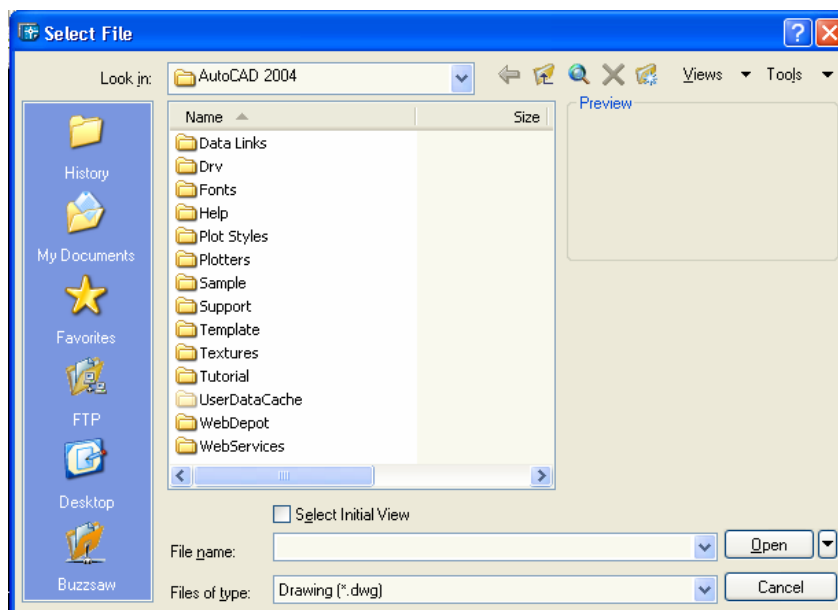 Select File
Look in:
AutoCAD 2004
Views
Tools
History
My Documents
Favorites
FTP
Desktop
Buzzsaw
Name
Size
Data Links
Drv
Fonts
Help
Plot Styles
Plotters
Sample
Support
Template
Textures
Tutorial
UserDataCache
WebDepot
WebServices
Preview
Select Initial View
File name:
Open
Files of type:
Drawing (*.dwg)
Cancel